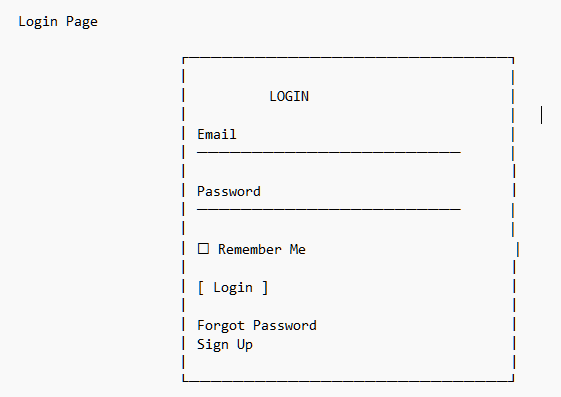 Login Page
LOGIN
Email
Password
☐ Remember Me
[ Login ]
Forgot Password
Sign Up